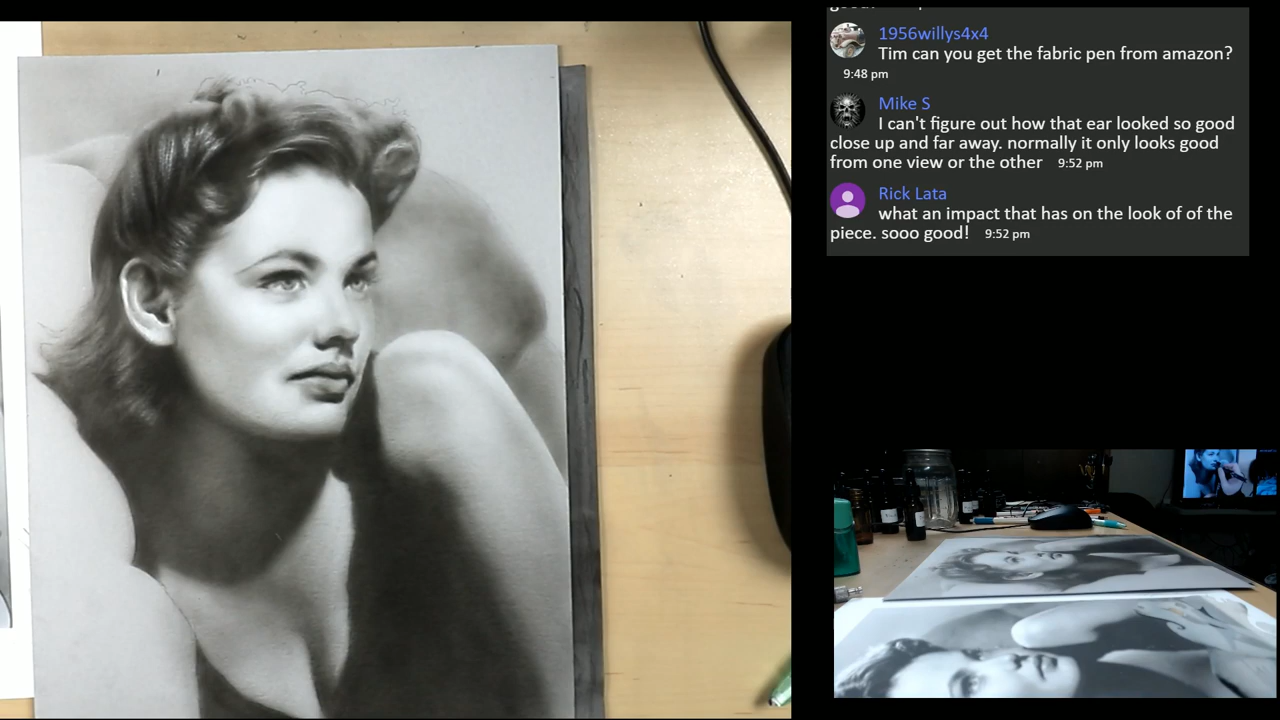 1956willys4x4
Tim can you get the fabric pen from amazon?
9:48 pm
Mike S
I can't figure out how that ear looked so good
close up and far away. normally it only looks good
from one view or the other 9:52 pm
Rick Lata
what an impact that has on the look of of the
piece. sooo good! 9:52 pm